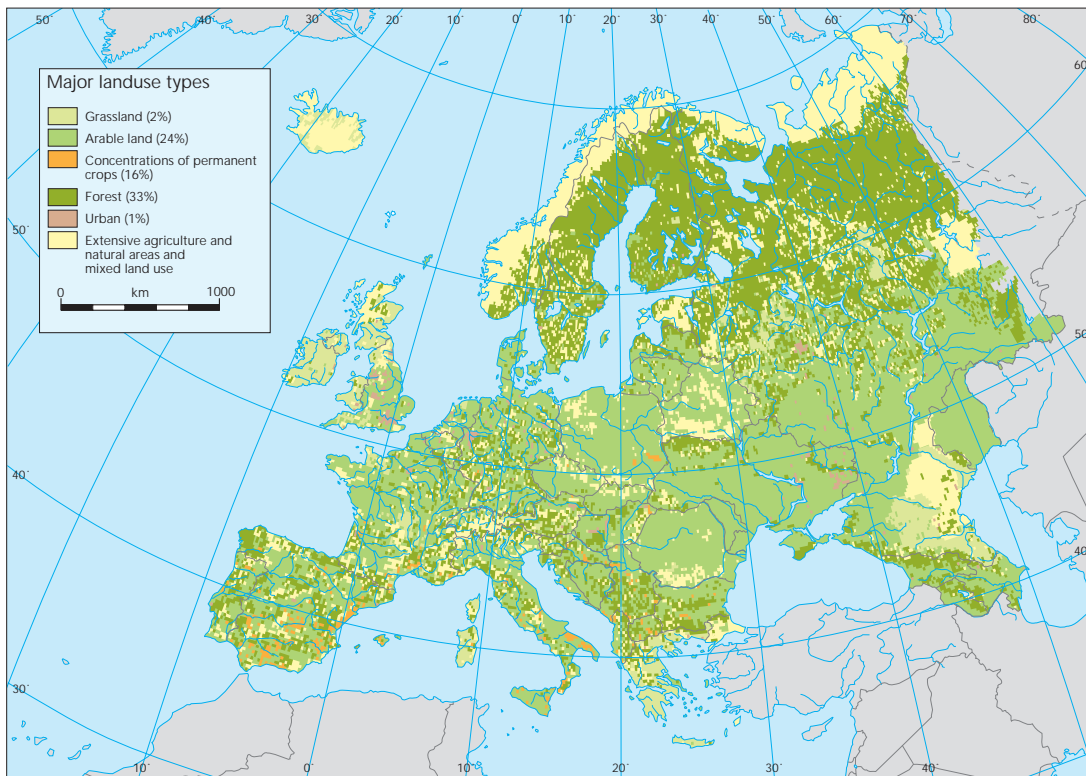 50°
40°
30°
20°
10°
0°
10°
20°
30°
40°
50°
60°
70°
80°
Major landuse types
Grassland (2%)
Arable land (24%)
Concentrations of permanent
crops (16%)
Forest (33%)
Urban (1%)
Extensive agriculture and
natural areas and
mixed land use
0 km 1000
60°
50°
50°
40°
40°
30°
10°
0°
10°
20°
30°
40°